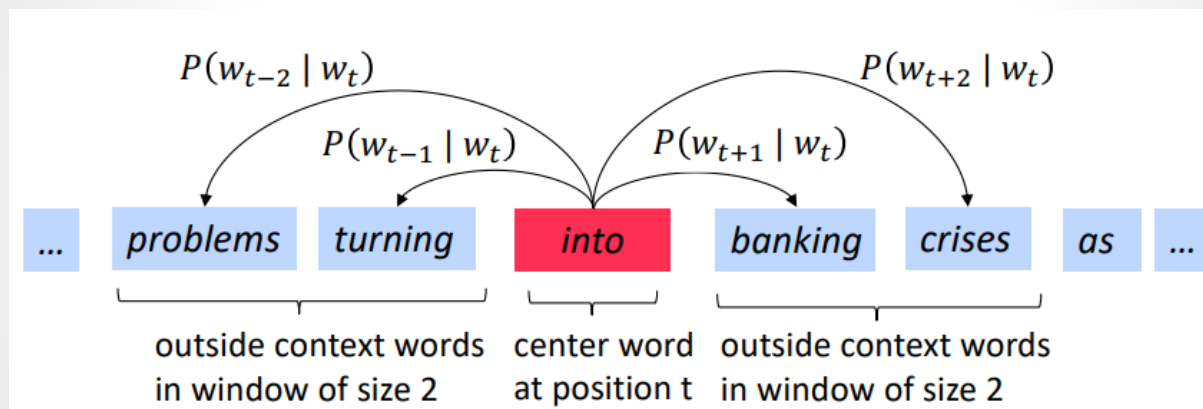 P(w_{t−2} | w_t) P(w_{t+2} | w_t)
P(w_{t−1} | w_t) P(w_{t+1} | w_t)
... problems turning into banking crises as ...
outside context words center word outside context words
in window of size 2 at position t in window of size 2